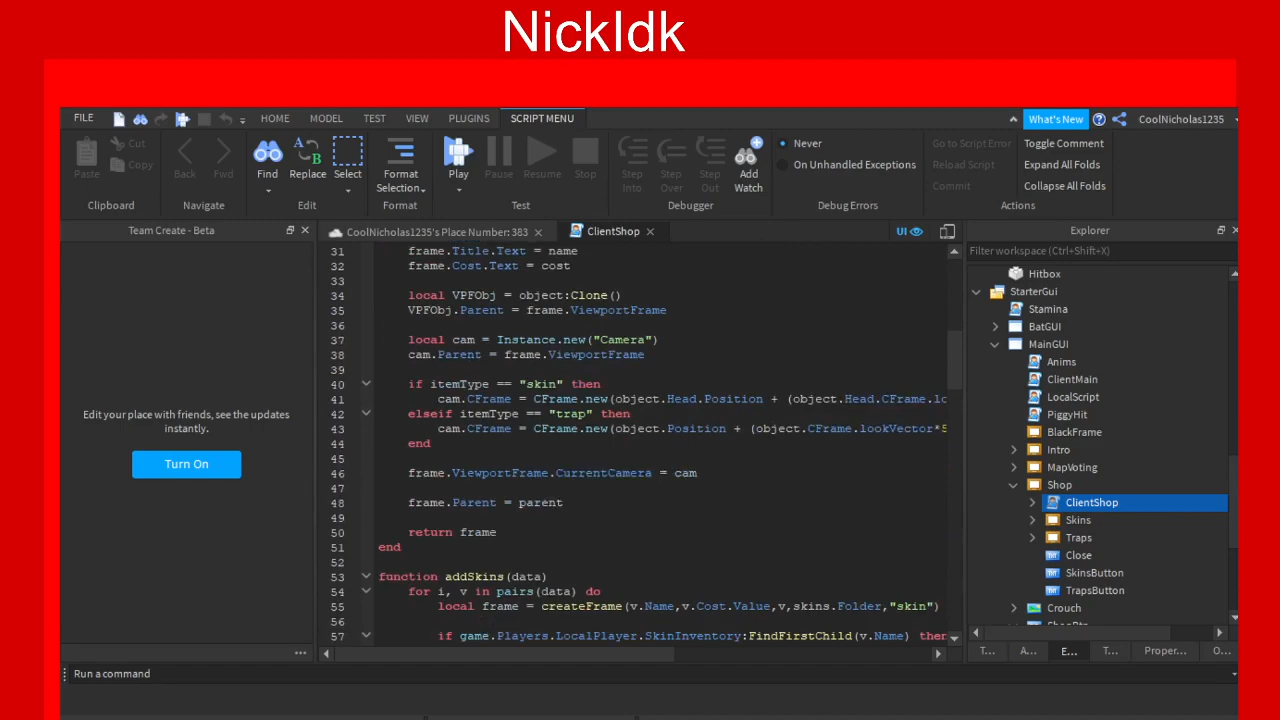 NickIdk
FILE HOME MODEL TEST VIEW PLUGINS SCRIPT MENU What's New CoolNicholas1235
Paste Cut Copy Back Fwd Find Replace Select Format Selection Play Pause Resume Stop Step Into Step Over Step Out Add Watch Never On Unhandled Exceptions Go to Script Error Reload Script Commit Toggle Comment Expand All Folds Collapse All Folds
Clipboard Navigate Edit Format Test Debugger Debug Errors Actions
Team Create - Beta CoolNicholas1235's Place Number: 383 ClientShop UI Explorer
Edit your place with friends, see the updates
instantly.
Turn On
31 frame.Title.Text = name
32 frame.Cost.Text = cost
33
34 local VPFObj = object:Clone()
35 VPFObj.Parent = frame.ViewportFrame
36
37 local cam = Instance.new("Camera")
38 cam.Parent = frame.ViewportFrame
39
40 if itemType == "skin" then
41 cam.CFrame = CFrame.new(object.Head.Position + (object.Head.CFrame.lo
42 elseif itemType == "trap" then
43 cam.CFrame = CFrame.new(object.Position + (object.CFrame.lookVector*5
44 end
45
46 frame.ViewportFrame.CurrentCamera = cam
47
48 frame.Parent = parent
49
50 return frame
51 end
52
53 function addSkins(data)
54 for i, v in pairs(data) do
55 local frame = createFrame(v.Name,v.Cost.Value,v,skins.Folder,"skin")
56
57 if game.Players.LocalPlayer.SkinInventory:FindFirstChild(v.Name) then
Filter workspace (Ctrl+Shift+X)
Hitbox
StarterGui
Stamina
BatGUI
MainGUI
Anims
ClientMain
LocalScript
PiggyHit
BlackFrame
Intro
MapVoting
Shop
ClientShop
Skins
Traps
Close
SkinsButton
TrapsButton
Crouch
T... A... E... T... Proper... O...
Run a command